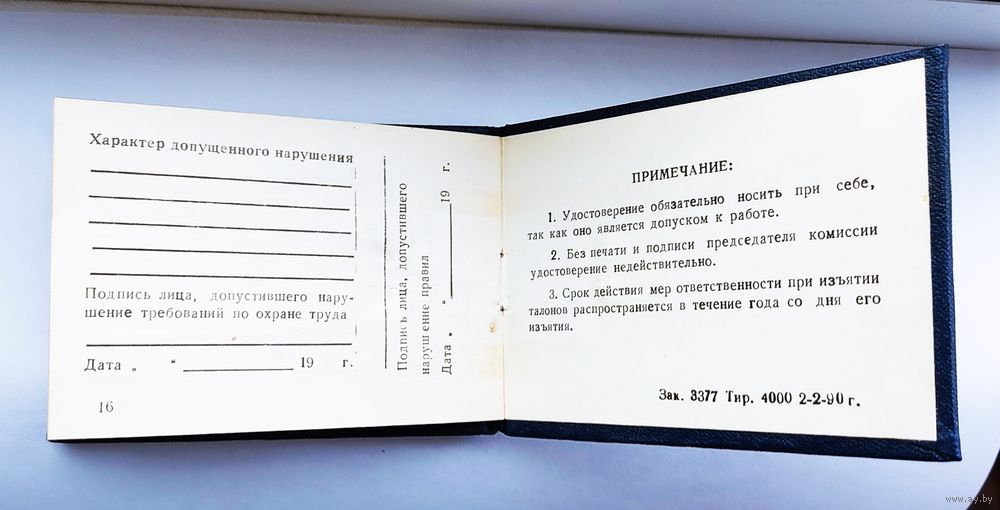 Характер допущенного нарушения
Подпись лица, допустившего нару-
шение требований по охране труда
Дата „ “ 19 г.
16
Подпись лица, допустившего
нарушение правил
Дата „ “ 19 г.
ПРИМЕЧАНИЕ:
1. Удостоверение обязательно носить при себе,
так как оно является допуском к работе.
2. Без печати и подписи председателя комиссии
удостоверение недействительно.
3. Срок действия мер ответственности при изъятии
талонов распространяется в течение года со дня его
изъятия.
Зак. 3377 Тир. 4000 2-2-90 г.
www.ay.by